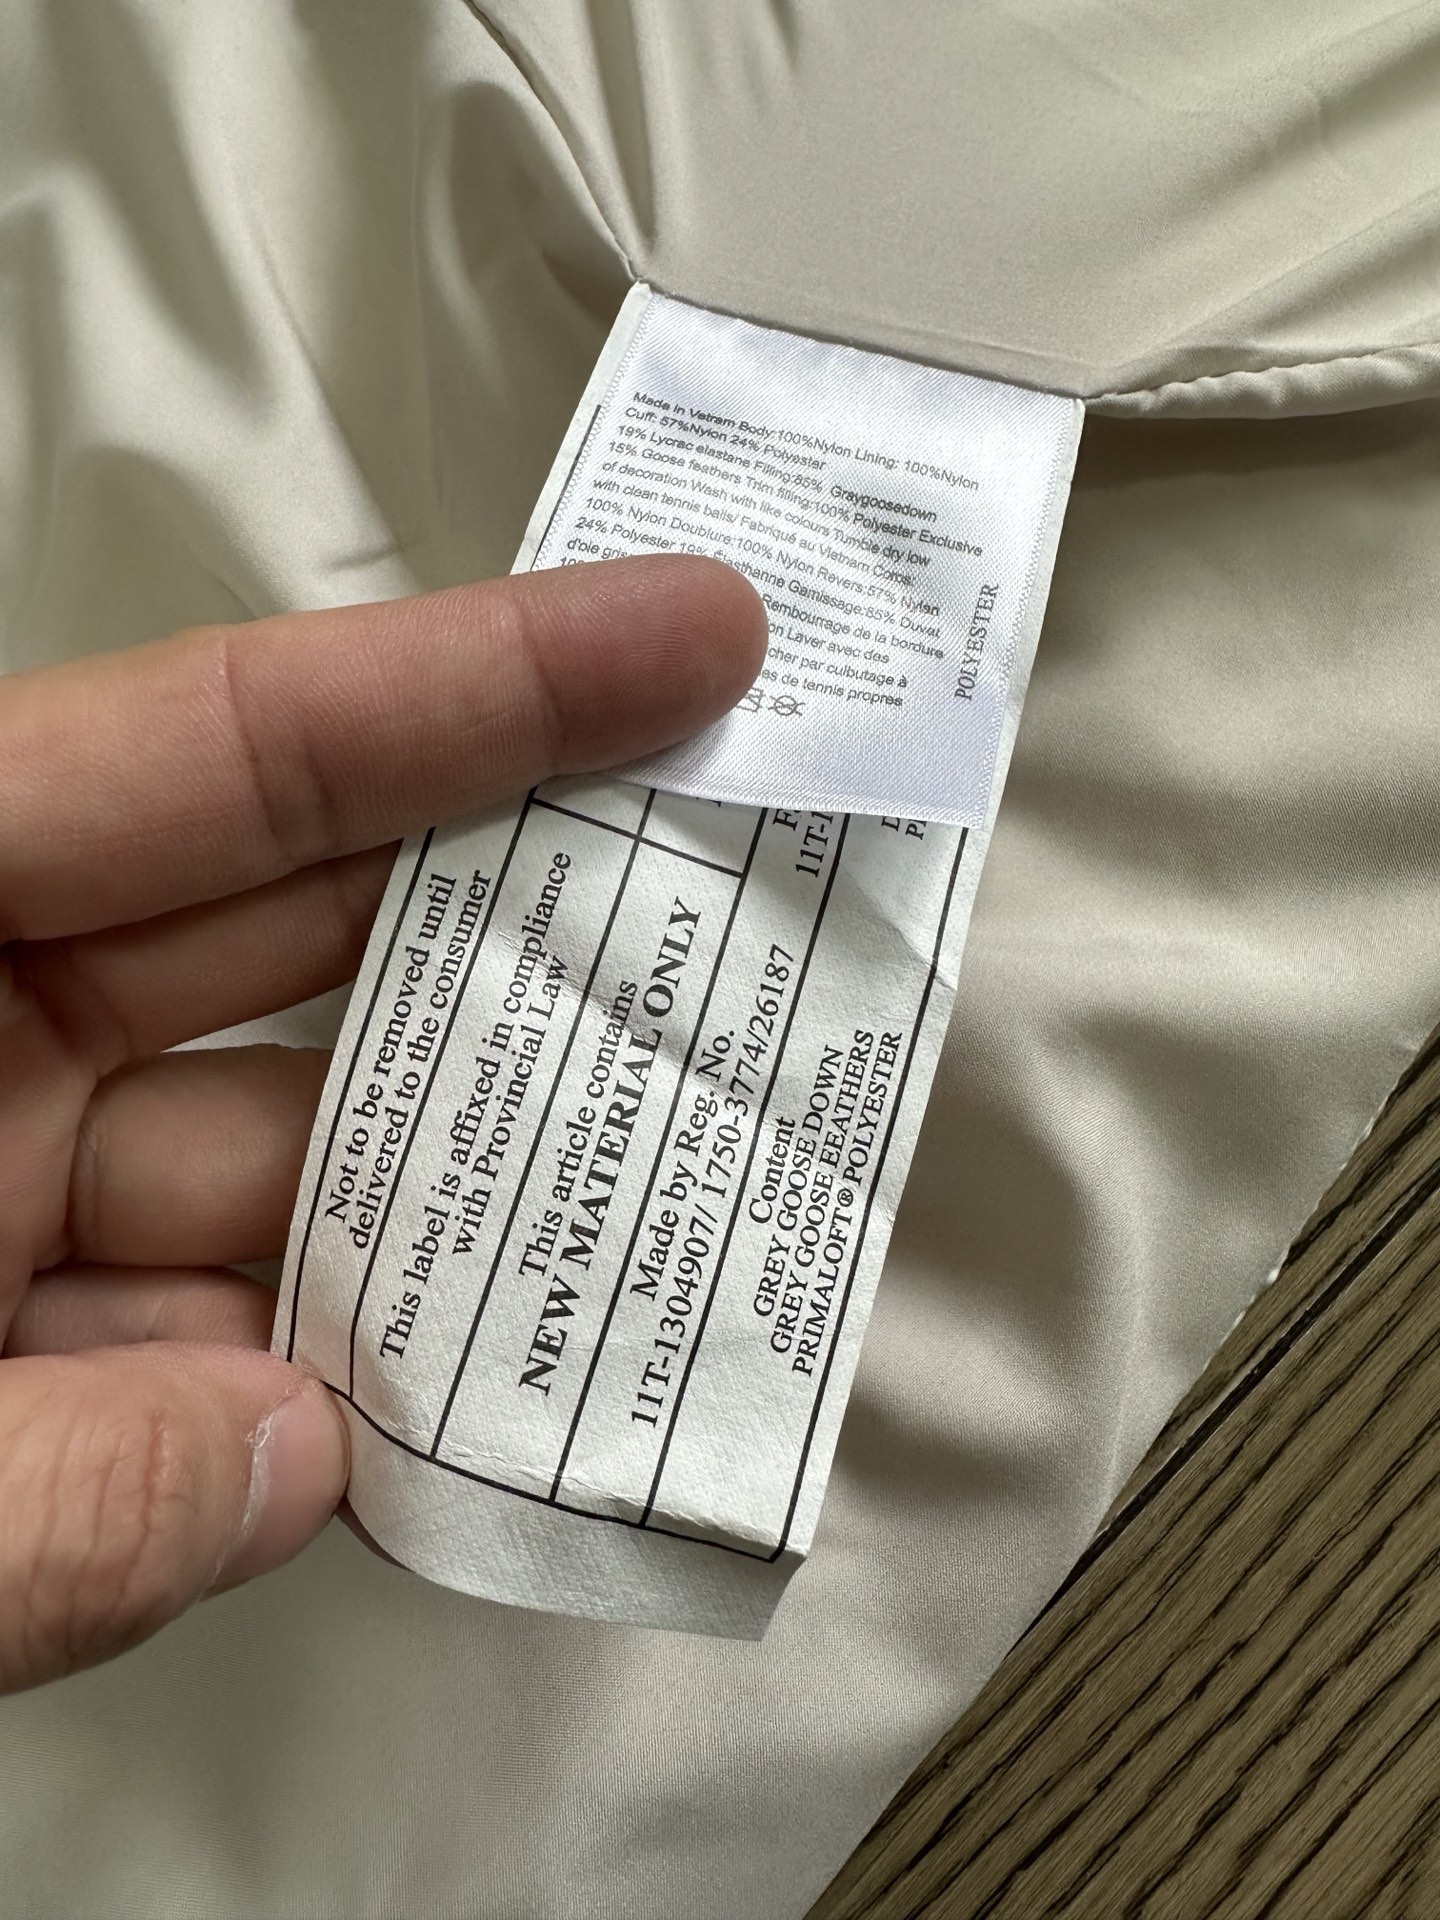 Made in Vetram Body:100%Nylon Lining: 100%Nylon
Cuff: 57%Nylon 24% Polyester
19% Lycrac elastane Filling:85% Graygoosedown
15% Goose feathers Trim filling:100% Polyester Exclusive
of decoration Wash with like colours Tumble dry low
with clean tennis balls/ Fabriqué au Vietnam Corps:
100% Nylon Doublure:100% Nylon Revers:57% Nylon
24% Polyester 19% Élasthanne Garnissage:85% Duvet
d'oie gris
Rembourrage de la bordure
Laver avec des
par culbutage à
de tennis propres
POLYESTER
Not to be removed until
delivered to the consumer
This label is affixed in compliance
with Provincial Law
This article contains
NEW MATERIAL ONLY
Made by Reg. No.
11T-1304907/ 1750-3774/26187
11T-1
Content
GREY GOOSE DOWN
GREY GOOSE EEATHERS
PRIMALOFT® POLYESTER